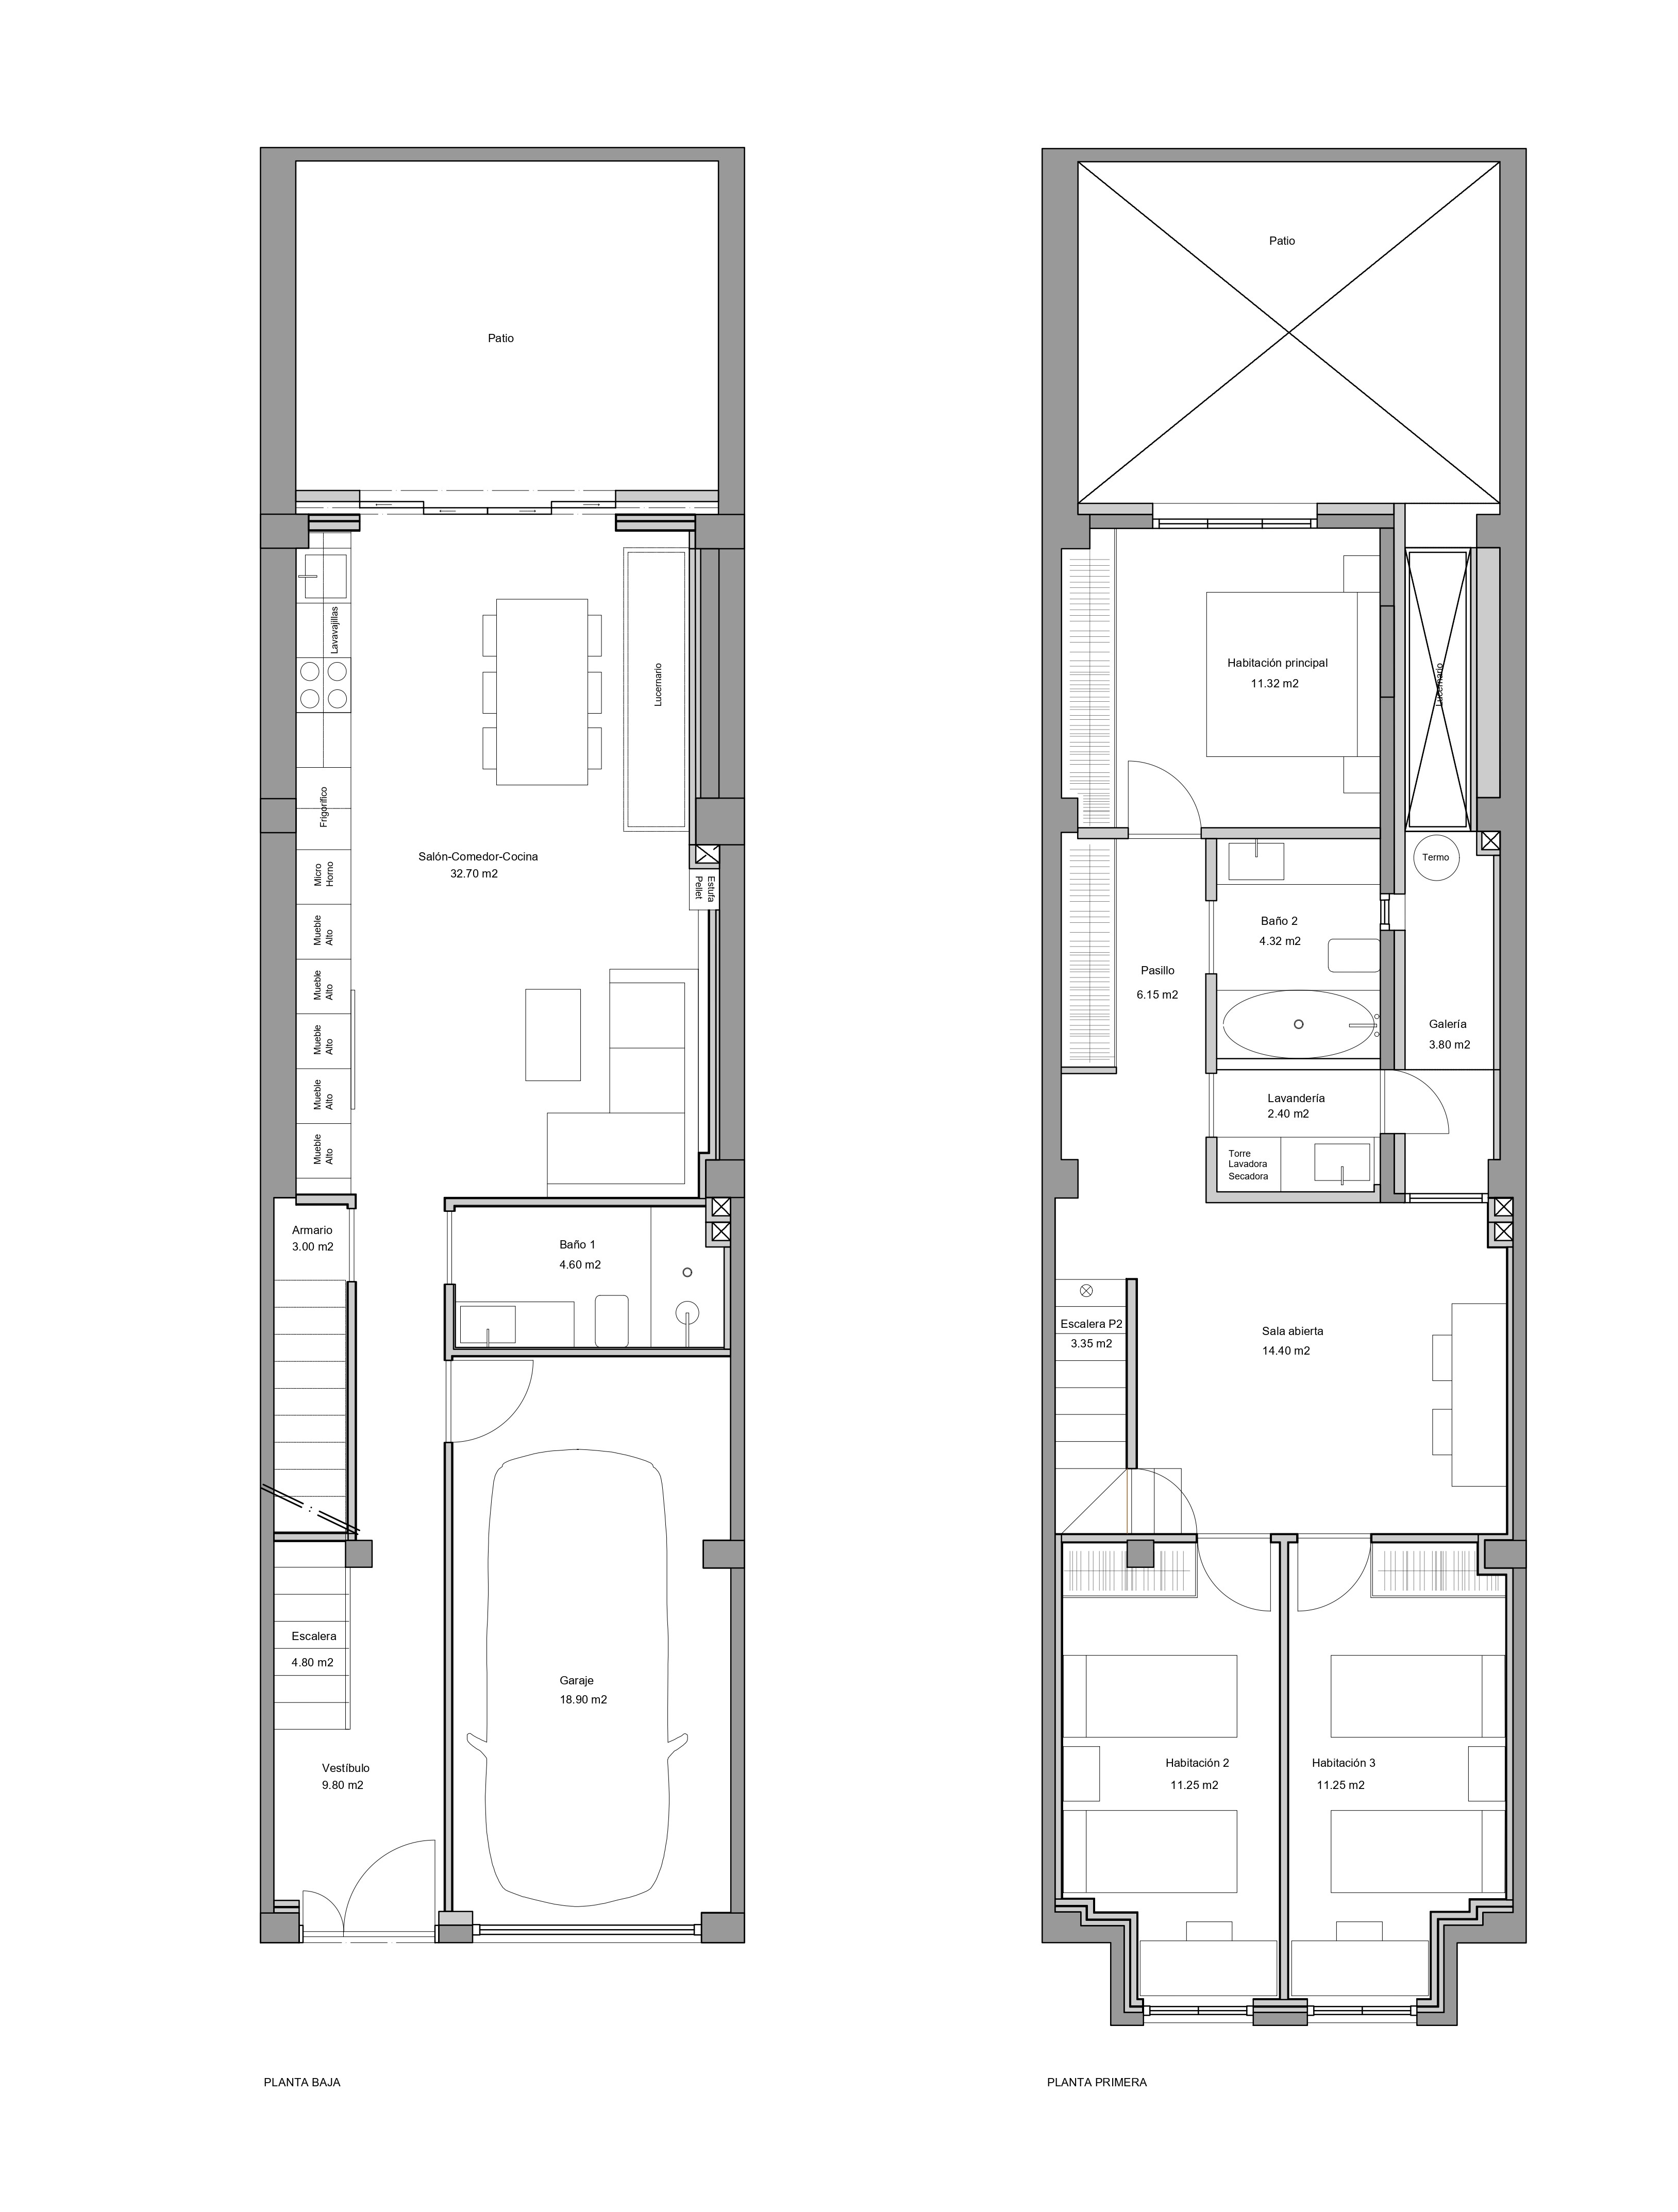 Patio
Lavavajillas
Lucernario
Frigorífico
Salón-Comedor-Cocina
32.70 m2
Micro
Horno
Estufa
Pellet
Mueble
Alto
Mueble
Alto
Mueble
Alto
Mueble
Alto
Mueble
Alto
Armario
3.00 m2
Baño 1
4.60 m2
Escalera
4.80 m2
Garaje
18.90 m2
Vestíbulo
9.80 m2
PLANTA BAJA
Patio
Habitación principal
11.32 m2
Lucernario
Termo
Baño 2
4.32 m2
Pasillo
6.15 m2
Galería
3.80 m2
Lavandería
2.40 m2
Torre
Lavadora
Secadora
Escalera P2
3.35 m2
Sala abierta
14.40 m2
Habitación 2
11.25 m2
Habitación 3
11.25 m2
PLANTA PRIMERA